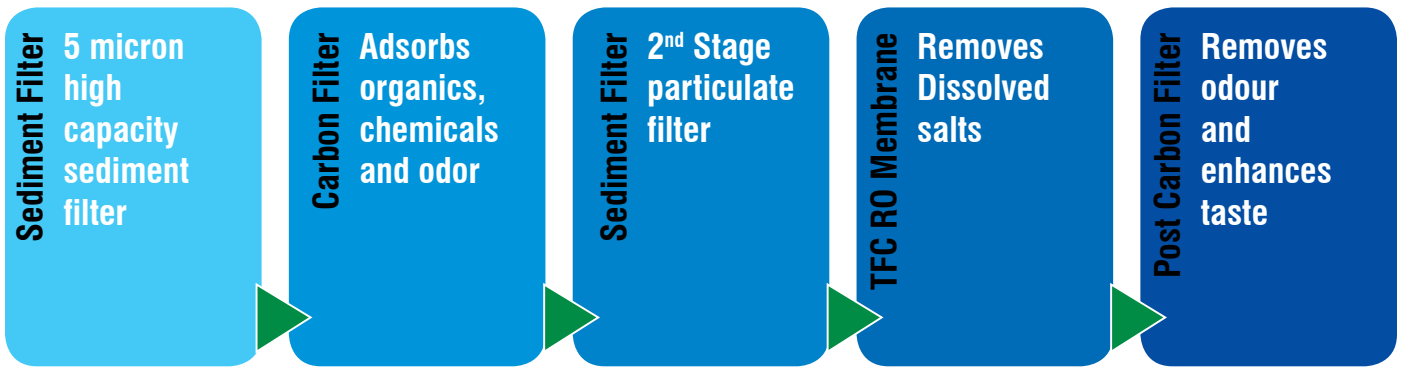 Sediment Filter
5 micron
high
capacity
sediment
filter
Carbon Filter
Adsorbs
organics,
chemicals
and odor
Sediment Filter
2nd Stage
particulate
filter
TFC RO Membrane
Removes
Dissolved
salts
Post Carbon Filter
Removes
odour
and
enhances
taste